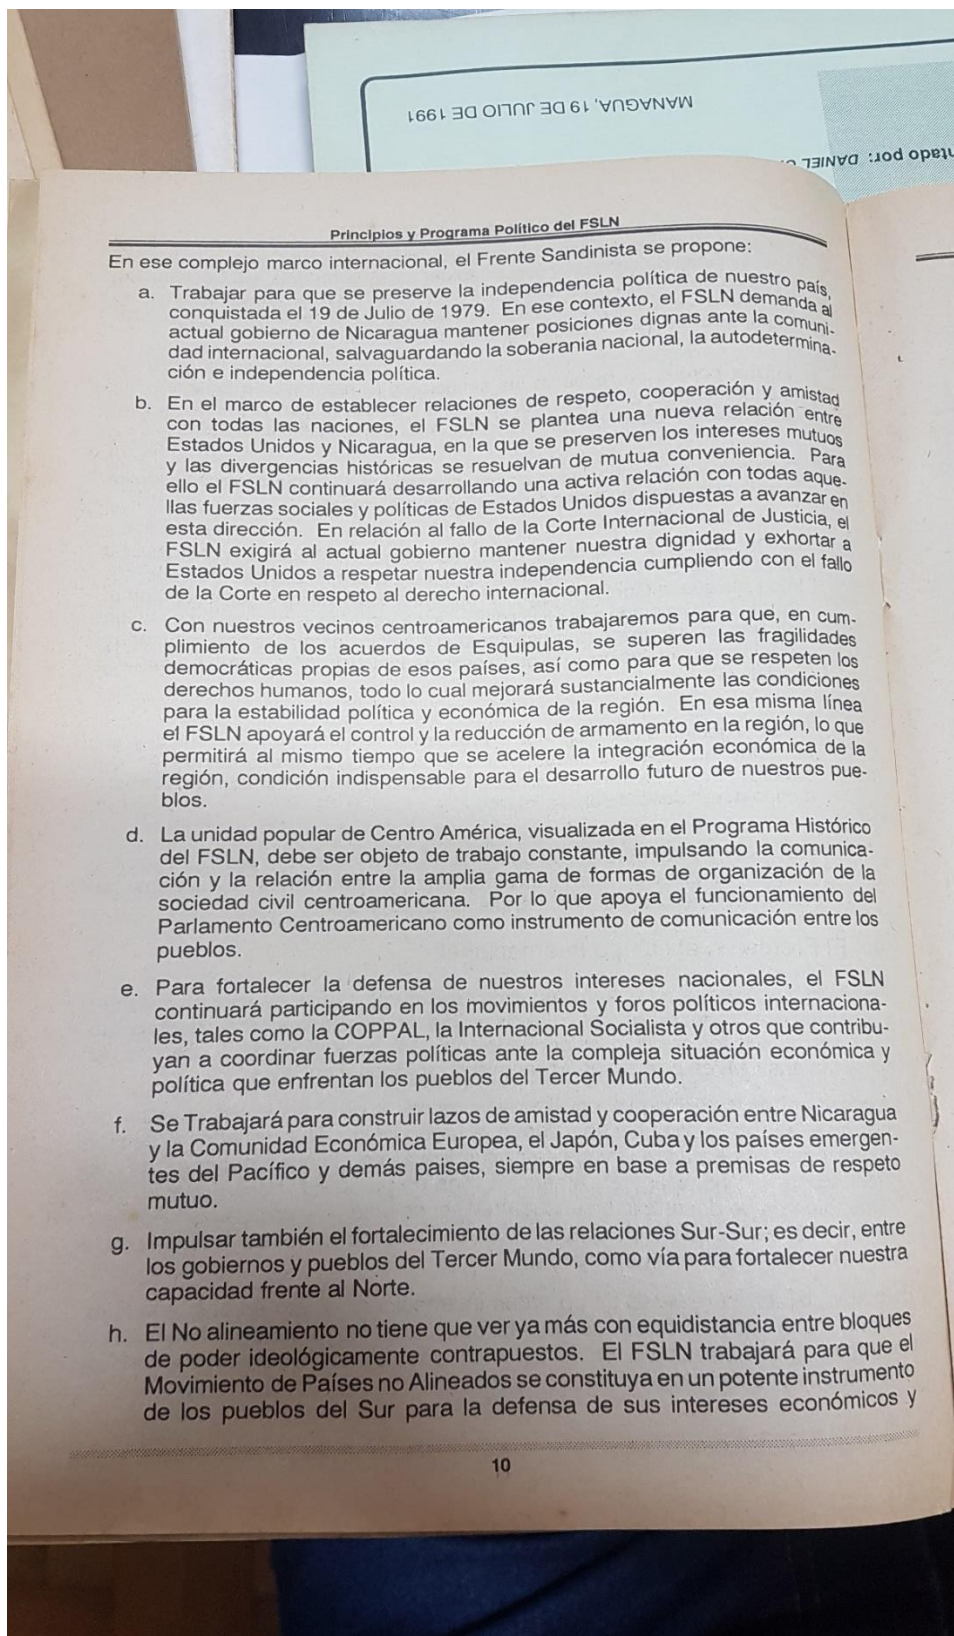 MANAGUA, 19 DE JULIO DE 1991
ntado por: DANIEL
Principios y Programa Político del FSLN
En ese complejo marco internacional, el Frente Sandinista se propone:
a. Trabajar para que se preserve la independencia política de nuestro país,
conquistada el 19 de Julio de 1979. En ese contexto, el FSLN demanda al
actual gobierno de Nicaragua mantener posiciones dignas ante la comuni-
dad internacional, salvaguardando la soberania nacional, la autodetermina-
ción e independencia política.
b. En el marco de establecer relaciones de respeto, cooperación y amistad
con todas las naciones, el FSLN se plantea una nueva relación entre
Estados Unidos y Nicaragua, en la que se preserven los intereses mutuos
y las divergencias históricas se resuelvan de mutua conveniencia. Para
ello el FSLN continuará desarrollando una activa relación con todas aque-
llas fuerzas sociales y políticas de Estados Unidos dispuestas a avanzar en
esta dirección. En relación al fallo de la Corte Internacional de Justicia, el
FSLN exigirá al actual gobierno mantener nuestra dignidad y exhortar a
Estados Unidos a respetar nuestra independencia cumpliendo con el fallo
de la Corte en respeto al derecho internacional.
c. Con nuestros vecinos centroamericanos trabajaremos para que, en cum-
plimiento de los acuerdos de Esquipulas, se superen las fragilidades
democráticas propias de esos países, así como para que se respeten los
derechos humanos, todo lo cual mejorará sustancialmente las condiciones
para la estabilidad política y económica de la región. En esa misma línea
el FSLN apoyará el control y la reducción de armamento en la región, lo que
permitirá al mismo tiempo que se acelere la integración económica de la
región, condición indispensable para el desarrollo futuro de nuestros pue-
blos.
d. La unidad popular de Centro América, visualizada en el Programa Histórico
del FSLN, debe ser objeto de trabajo constante, impulsando la comunica-
ción y la relación entre la amplia gama de formas de organización de la
sociedad civil centroamericana. Por lo que apoya el funcionamiento del
Parlamento Centroamericano como instrumento de comunicación entre los
pueblos.
e. Para fortalecer la defensa de nuestros intereses nacionales, el FSLN
continuará participando en los movimientos y foros políticos internaciona-
les, tales como la COPPAL, la Internacional Socialista y otros que contribu-
yan a coordinar fuerzas políticas ante la compleja situación económica y
política que enfrentan los pueblos del Tercer Mundo.
f. Se Trabajará para construir lazos de amistad y cooperación entre Nicaragua
y la Comunidad Económica Europea, el Japón, Cuba y los países emergen-
tes del Pacífico y demás paises, siempre en base a premisas de respeto
mutuo.
g. Impulsar también el fortalecimiento de las relaciones Sur-Sur; es decir, entre
los gobiernos y pueblos del Tercer Mundo, como vía para fortalecer nuestra
capacidad frente al Norte.
h. El No alineamiento no tiene que ver ya más con equidistancia entre bloques
de poder ideológicamente contrapuestos. El FSLN trabajará para que el
Movimiento de Países no Alineados se constituya en un potente instrumento
de los pueblos del Sur para la defensa de sus intereses económicos y
10